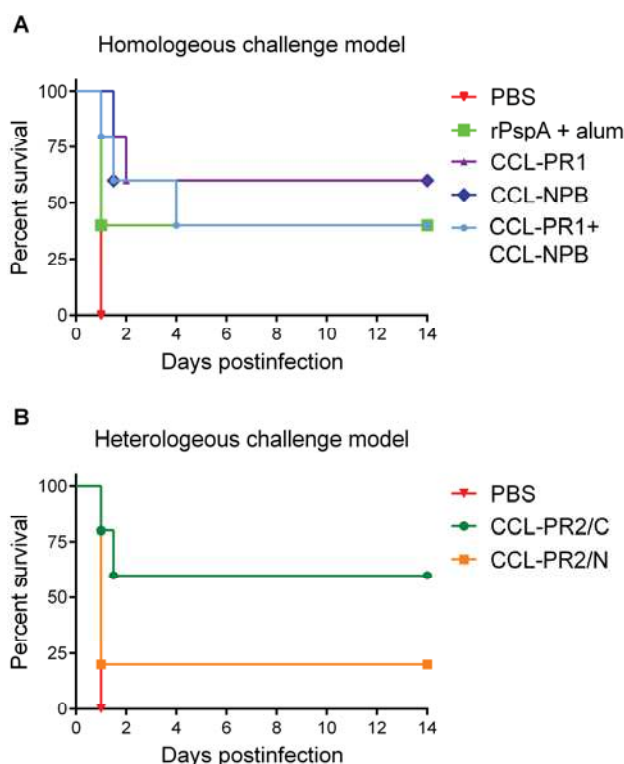 A
Homologeous challenge model
Percent survival
100
75
50
25
0
0 2 4 6 8 10 12 14
Days postinfection
PBS
rPspA + alum
CCL-PR1
CCL-NPB
CCL-PR1+
CCL-NPB
B
Heterologeous challenge model
Percent survival
100
75
50
25
0
0 2 4 6 8 10 12 14
Days postinfection
PBS
CCL-PR2/C
CCL-PR2/N